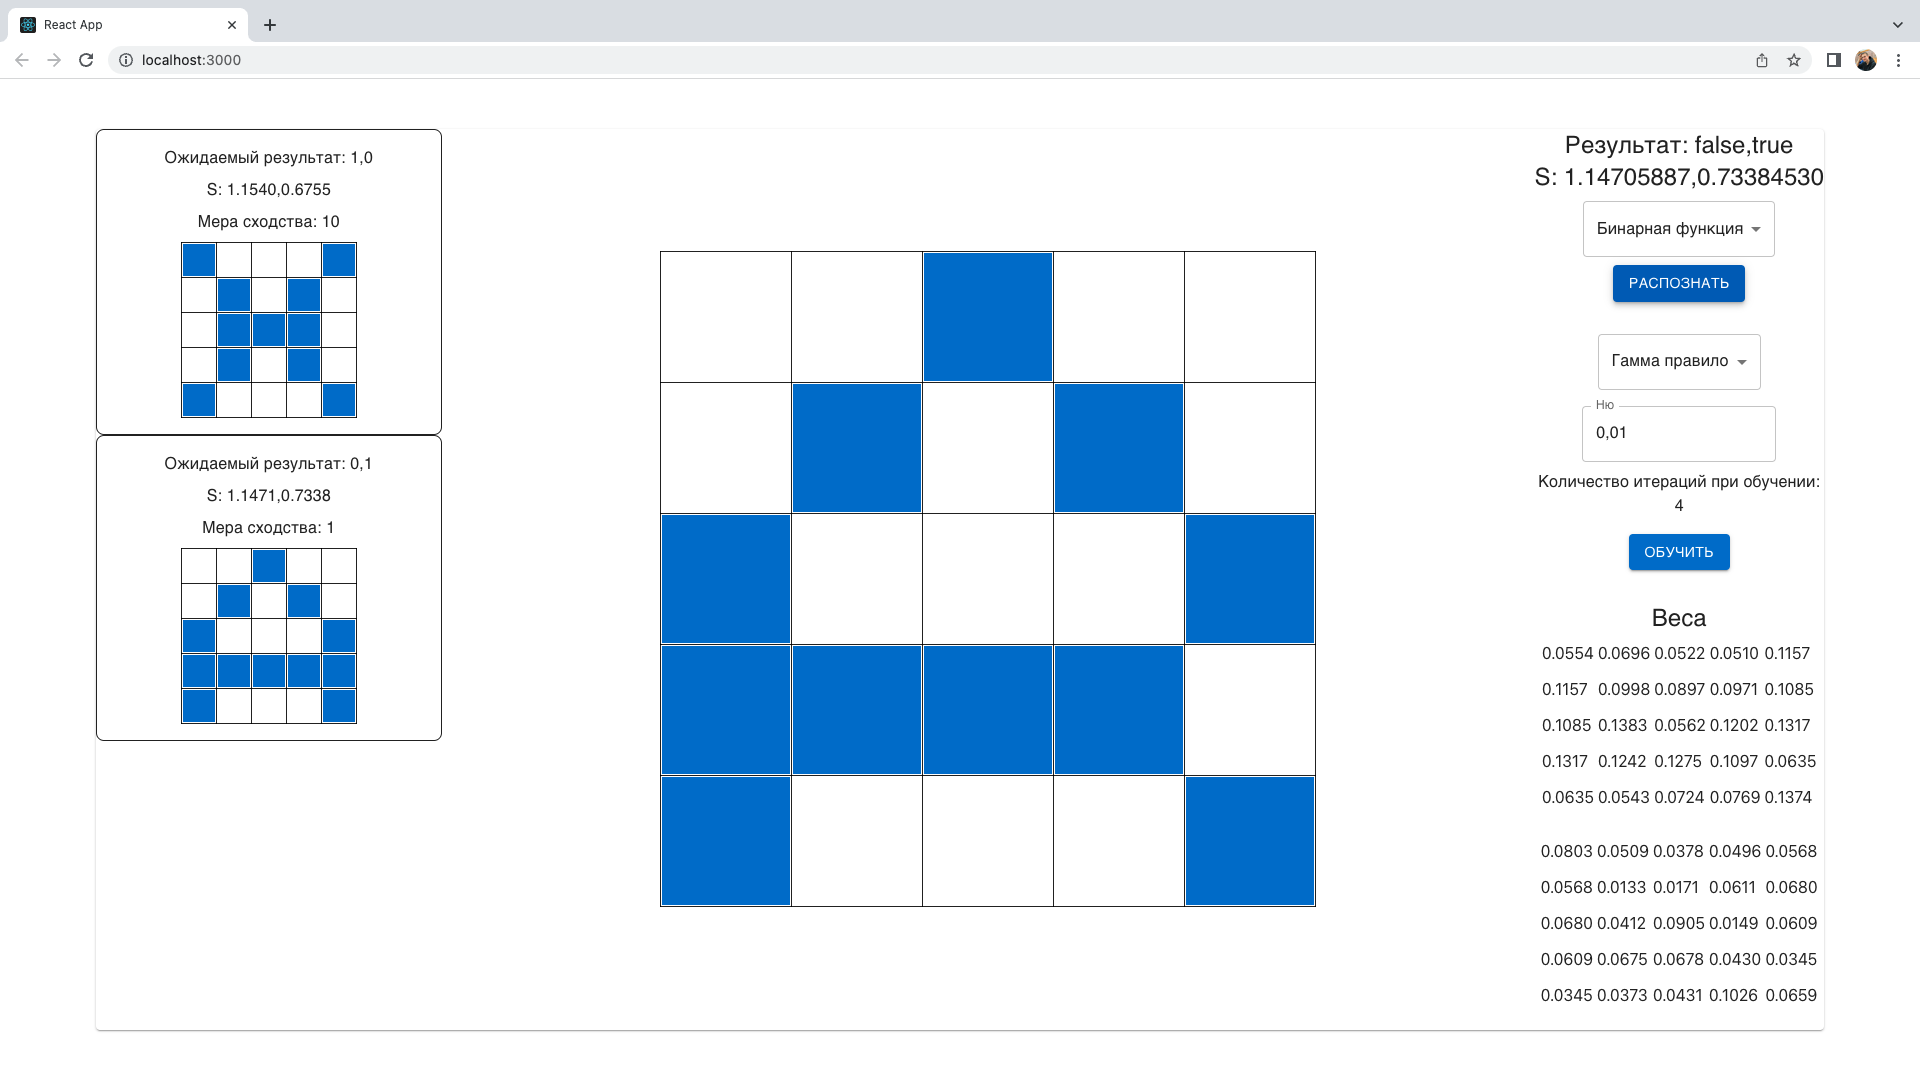 React App
localhost:3000
Ожидаемый результат: 1,0
S: 1.1540,0.6755
Мера сходства: 10
Ожидаемый результат: 0,1
S: 1.1471,0.7338
Мера сходства: 1
Результат: false,true
S: 1.14705887,0.73384530
Бинарная функция
РАСПОЗНАТЬ
Гамма правило
Ню
0,01
Количество итераций при обучении:
4
ОБУЧИТЬ
Веса
0.0554 0.0696 0.0522 0.0510 0.1157
0.1157 0.0998 0.0897 0.0971 0.1085
0.1085 0.1383 0.0562 0.1202 0.1317
0.1317 0.1242 0.1275 0.1097 0.0635
0.0635 0.0543 0.0724 0.0769 0.1374
0.0803 0.0509 0.0378 0.0496 0.0568
0.0568 0.0133 0.0171 0.0611 0.0680
0.0680 0.0412 0.0905 0.0149 0.0609
0.0609 0.0675 0.0678 0.0430 0.0345
0.0345 0.0373 0.0431 0.1026 0.0659